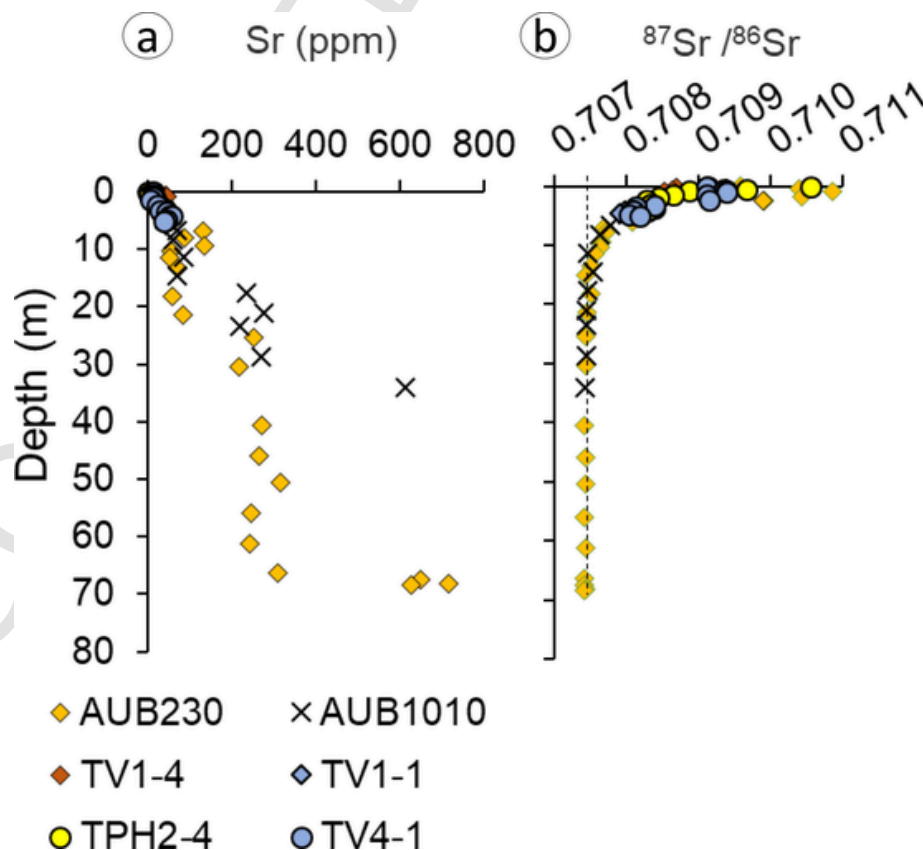 a Sr (ppm) b ⁸⁷Sr /⁸⁶Sr
0 200 400 600 800 0.707 0.708 0.709 0.710 0.711
Depth (m)
0
10
20
30
40
50
60
70
80
AUB230 AUB1010
TV1-4 TV1-1
TPH2-4 TV4-1